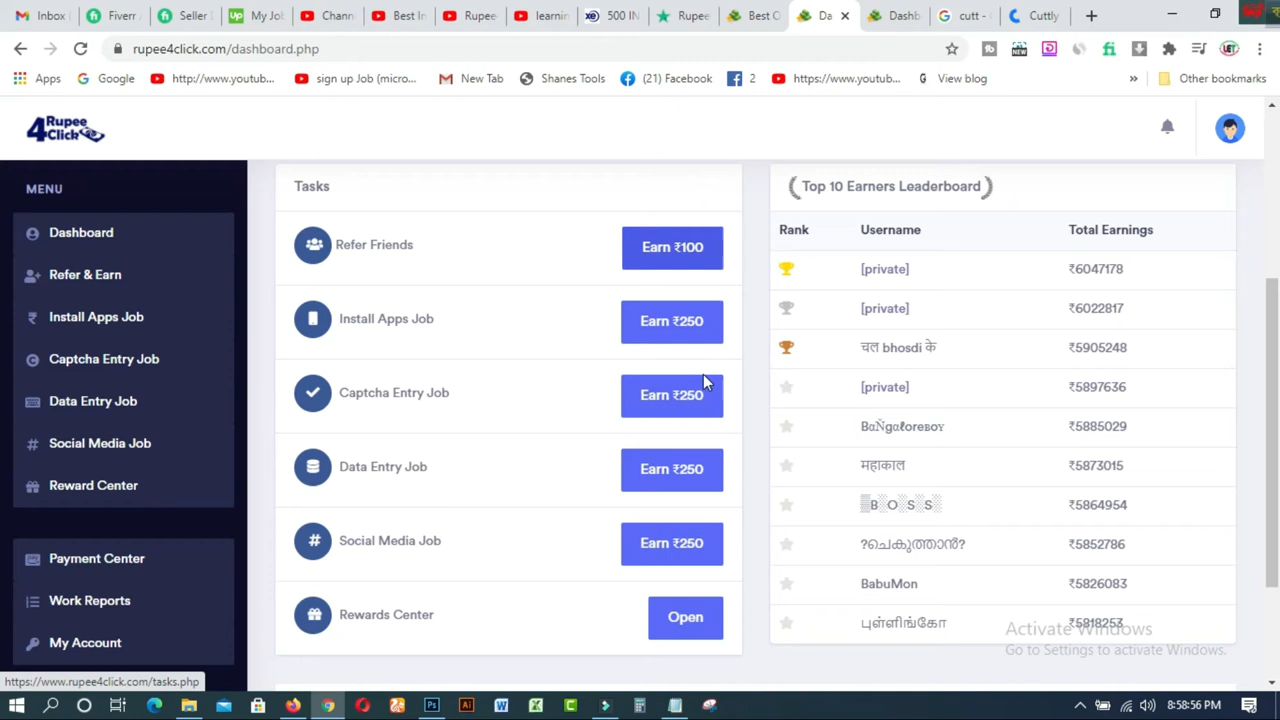 Inbox
Fiverr
Seller
My Jo
Chann
Best In
Rupee
lear
500 IN
Rupee
Best O
Da
Dashb
cutt
Cuttly
rupee4click.com/dashboard.php
Apps
Google
http://www.youtub...
sign up Job (micro...
New Tab
Shanes Tools
(21) Facebook
2
https://www.youtub...
View blog
»
Other bookmarks
4 Rupee Click
MENU
Dashboard
Refer & Earn
Install Apps Job
Captcha Entry Job
Data Entry Job
Social Media Job
Reward Center
Payment Center
Work Reports
My Account
Tasks
Refer Friends Earn ₹100
Install Apps Job Earn ₹250
Captcha Entry Job Earn ₹250
Data Entry Job Earn ₹250
Social Media Job Earn ₹250
Rewards Center Open
Top 10 Earners Leaderboard
Rank Username Total Earnings
[private] ₹6047178
[private] ₹6022817
चल bhosdi के ₹5905248
[private] ₹5897636
BαÑgαℓoreвoʏ ₹5885029
महाकाल ₹5873015
▒B░O░S░S░ ₹5864954
?ചെകുത്താൻ? ₹5852786
BabuMon ₹5826083
புள்ளிங்கோ ₹5818253
Activate Windows
Go to Settings to activate Windows.
https://www.rupee4click.com/tasks.php
8:58:56 PM